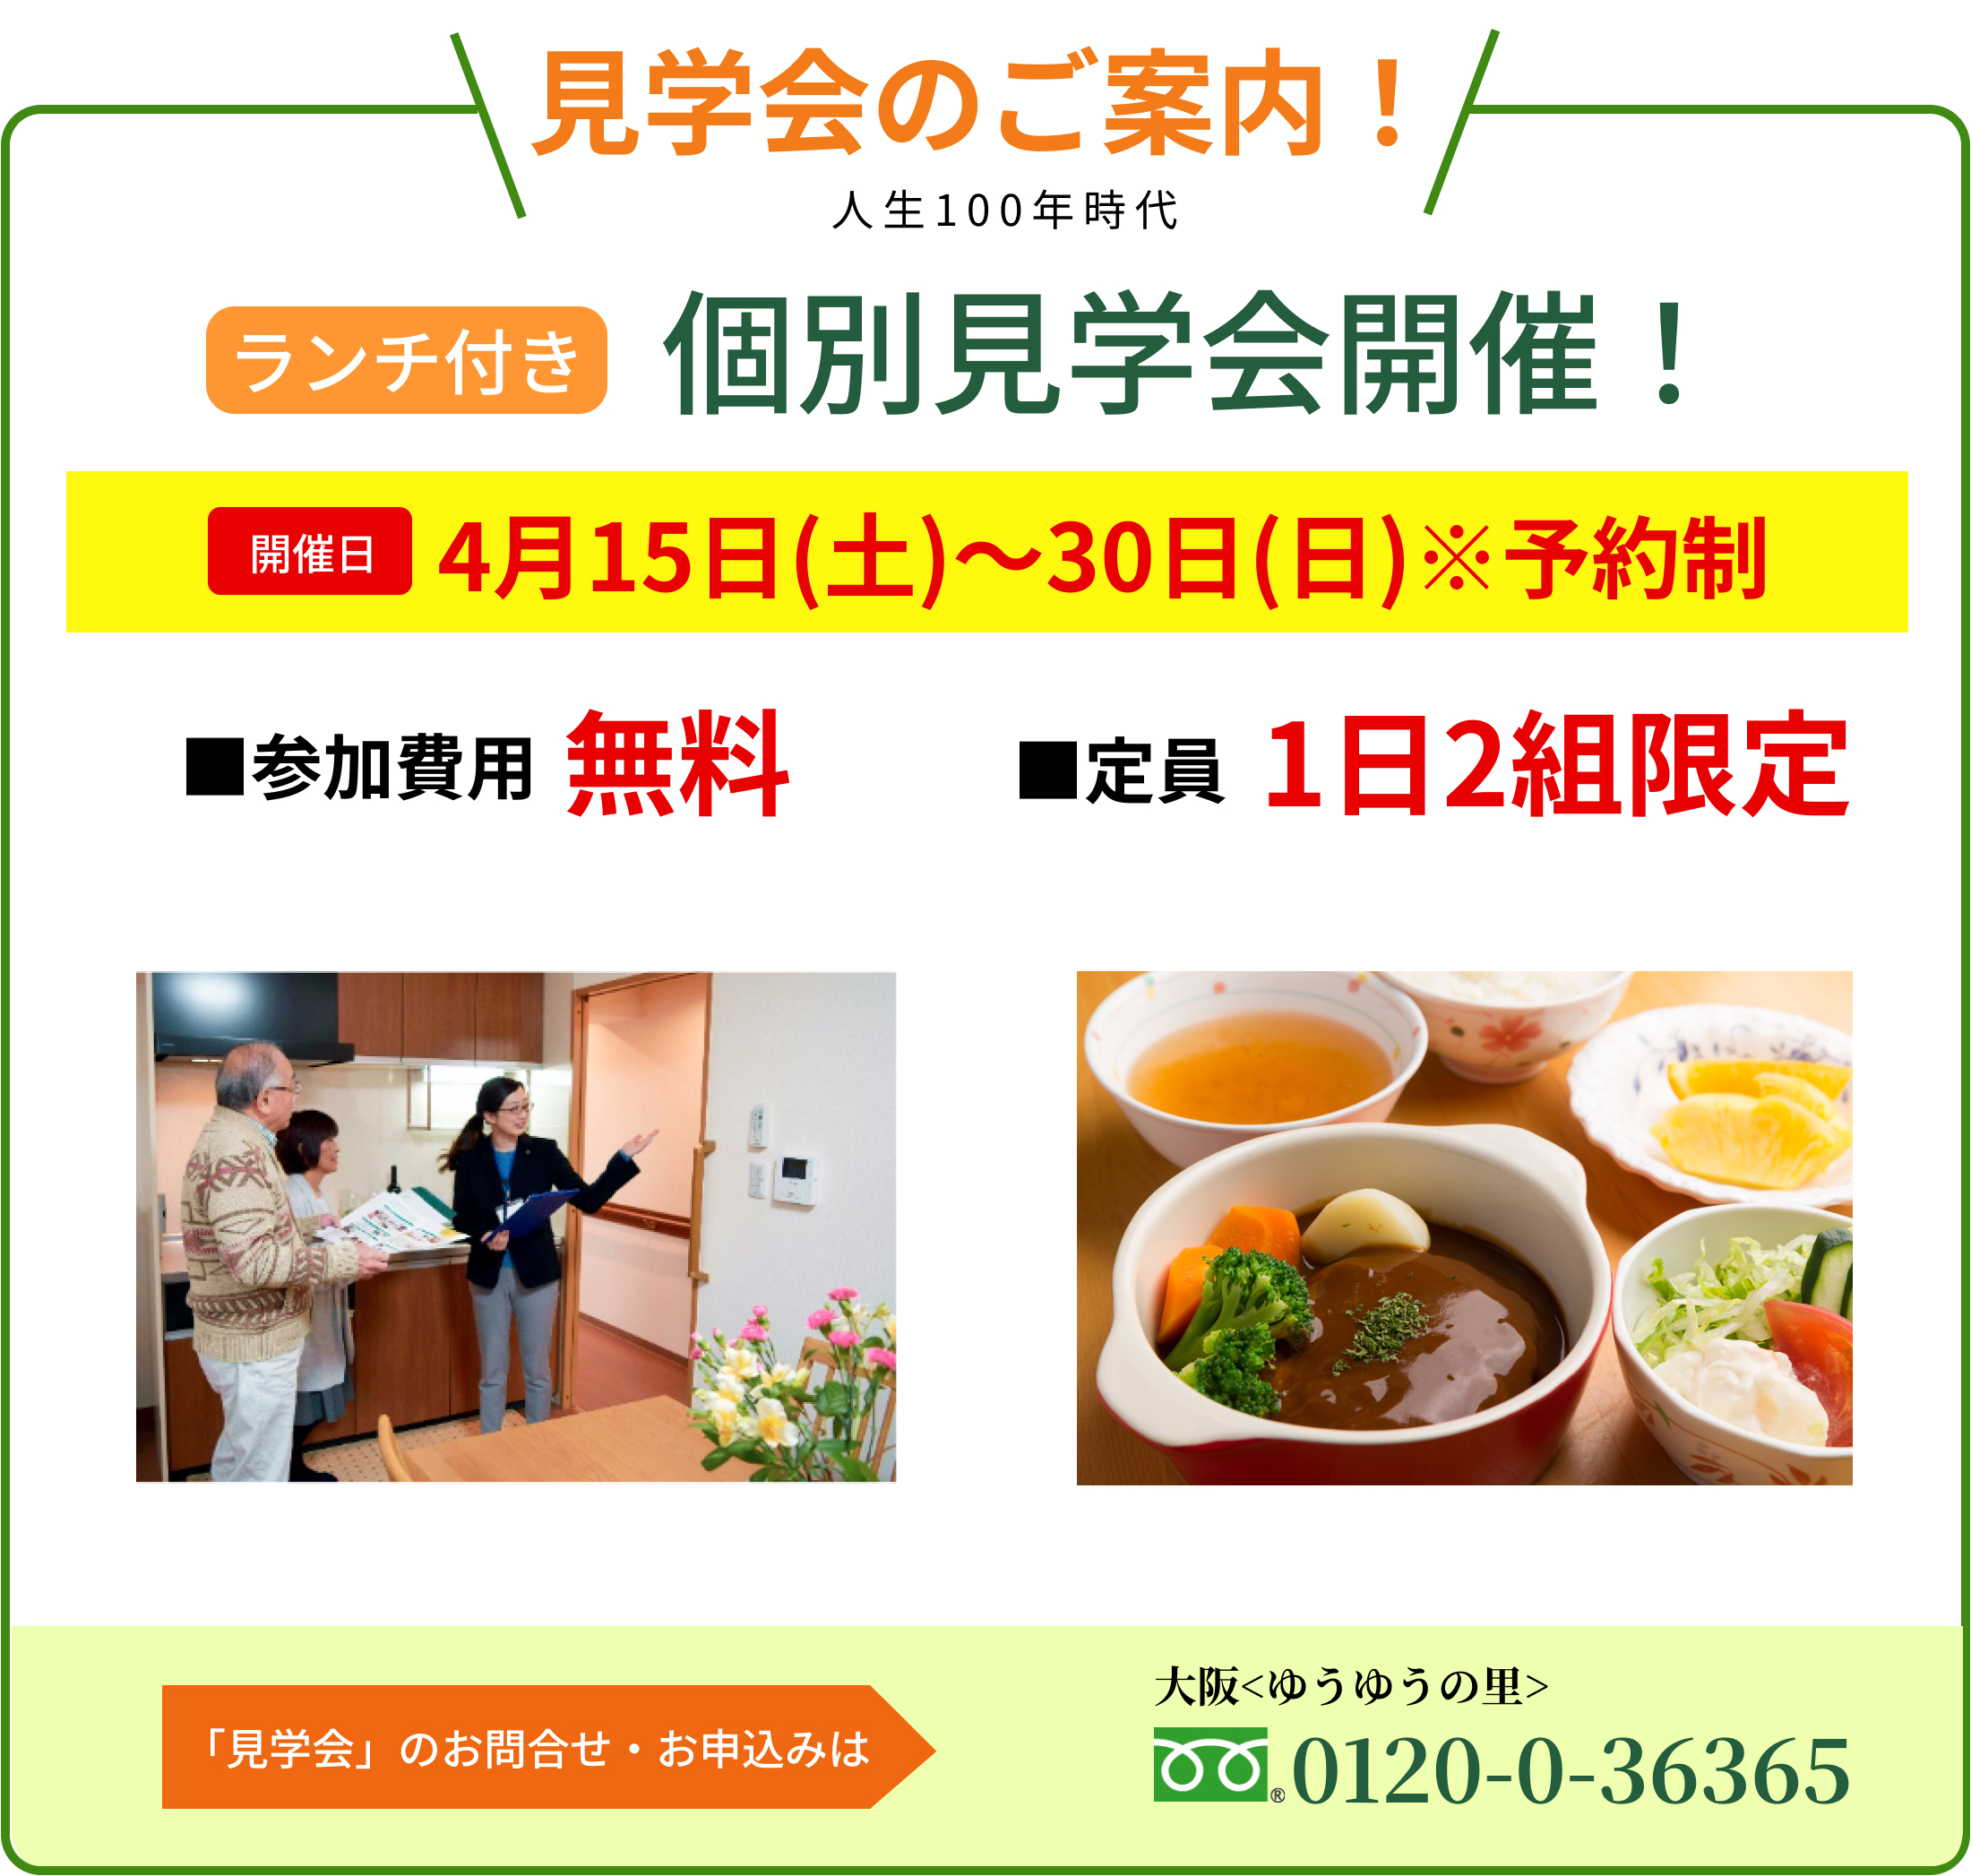 見学会のご案内！
人生100年時代
ランチ付き 個別見学会開催！
開催日 4月15日(土)～30日(日)※予約制
■参加費用 無料
■定員 1日2組限定
「見学会」のお問合せ・お申込みは
大阪<ゆうゆうの里>
® 0120-0-36365